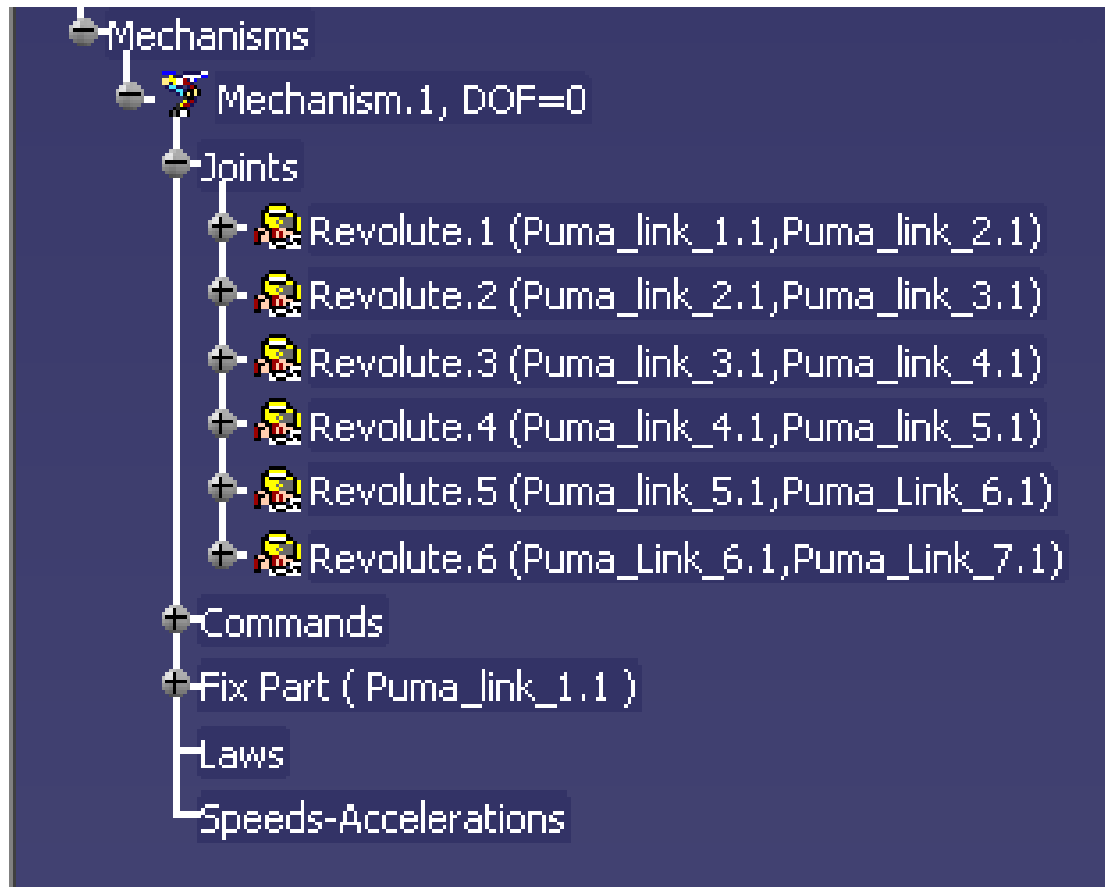 Mechanisms
Mechanism.1, DOF=0
Joints
Revolute.1 (Puma_link_1.1,Puma_link_2.1)
Revolute.2 (Puma_link_2.1,Puma_link_3.1)
Revolute.3 (Puma_link_3.1,Puma_link_4.1)
Revolute.4 (Puma_link_4.1,Puma_link_5.1)
Revolute.5 (Puma_link_5.1,Puma_Link_6.1)
Revolute.6 (Puma_Link_6.1,Puma_Link_7.1)
Commands
Fix Part ( Puma_link_1.1 )
Laws
Speeds-Accelerations